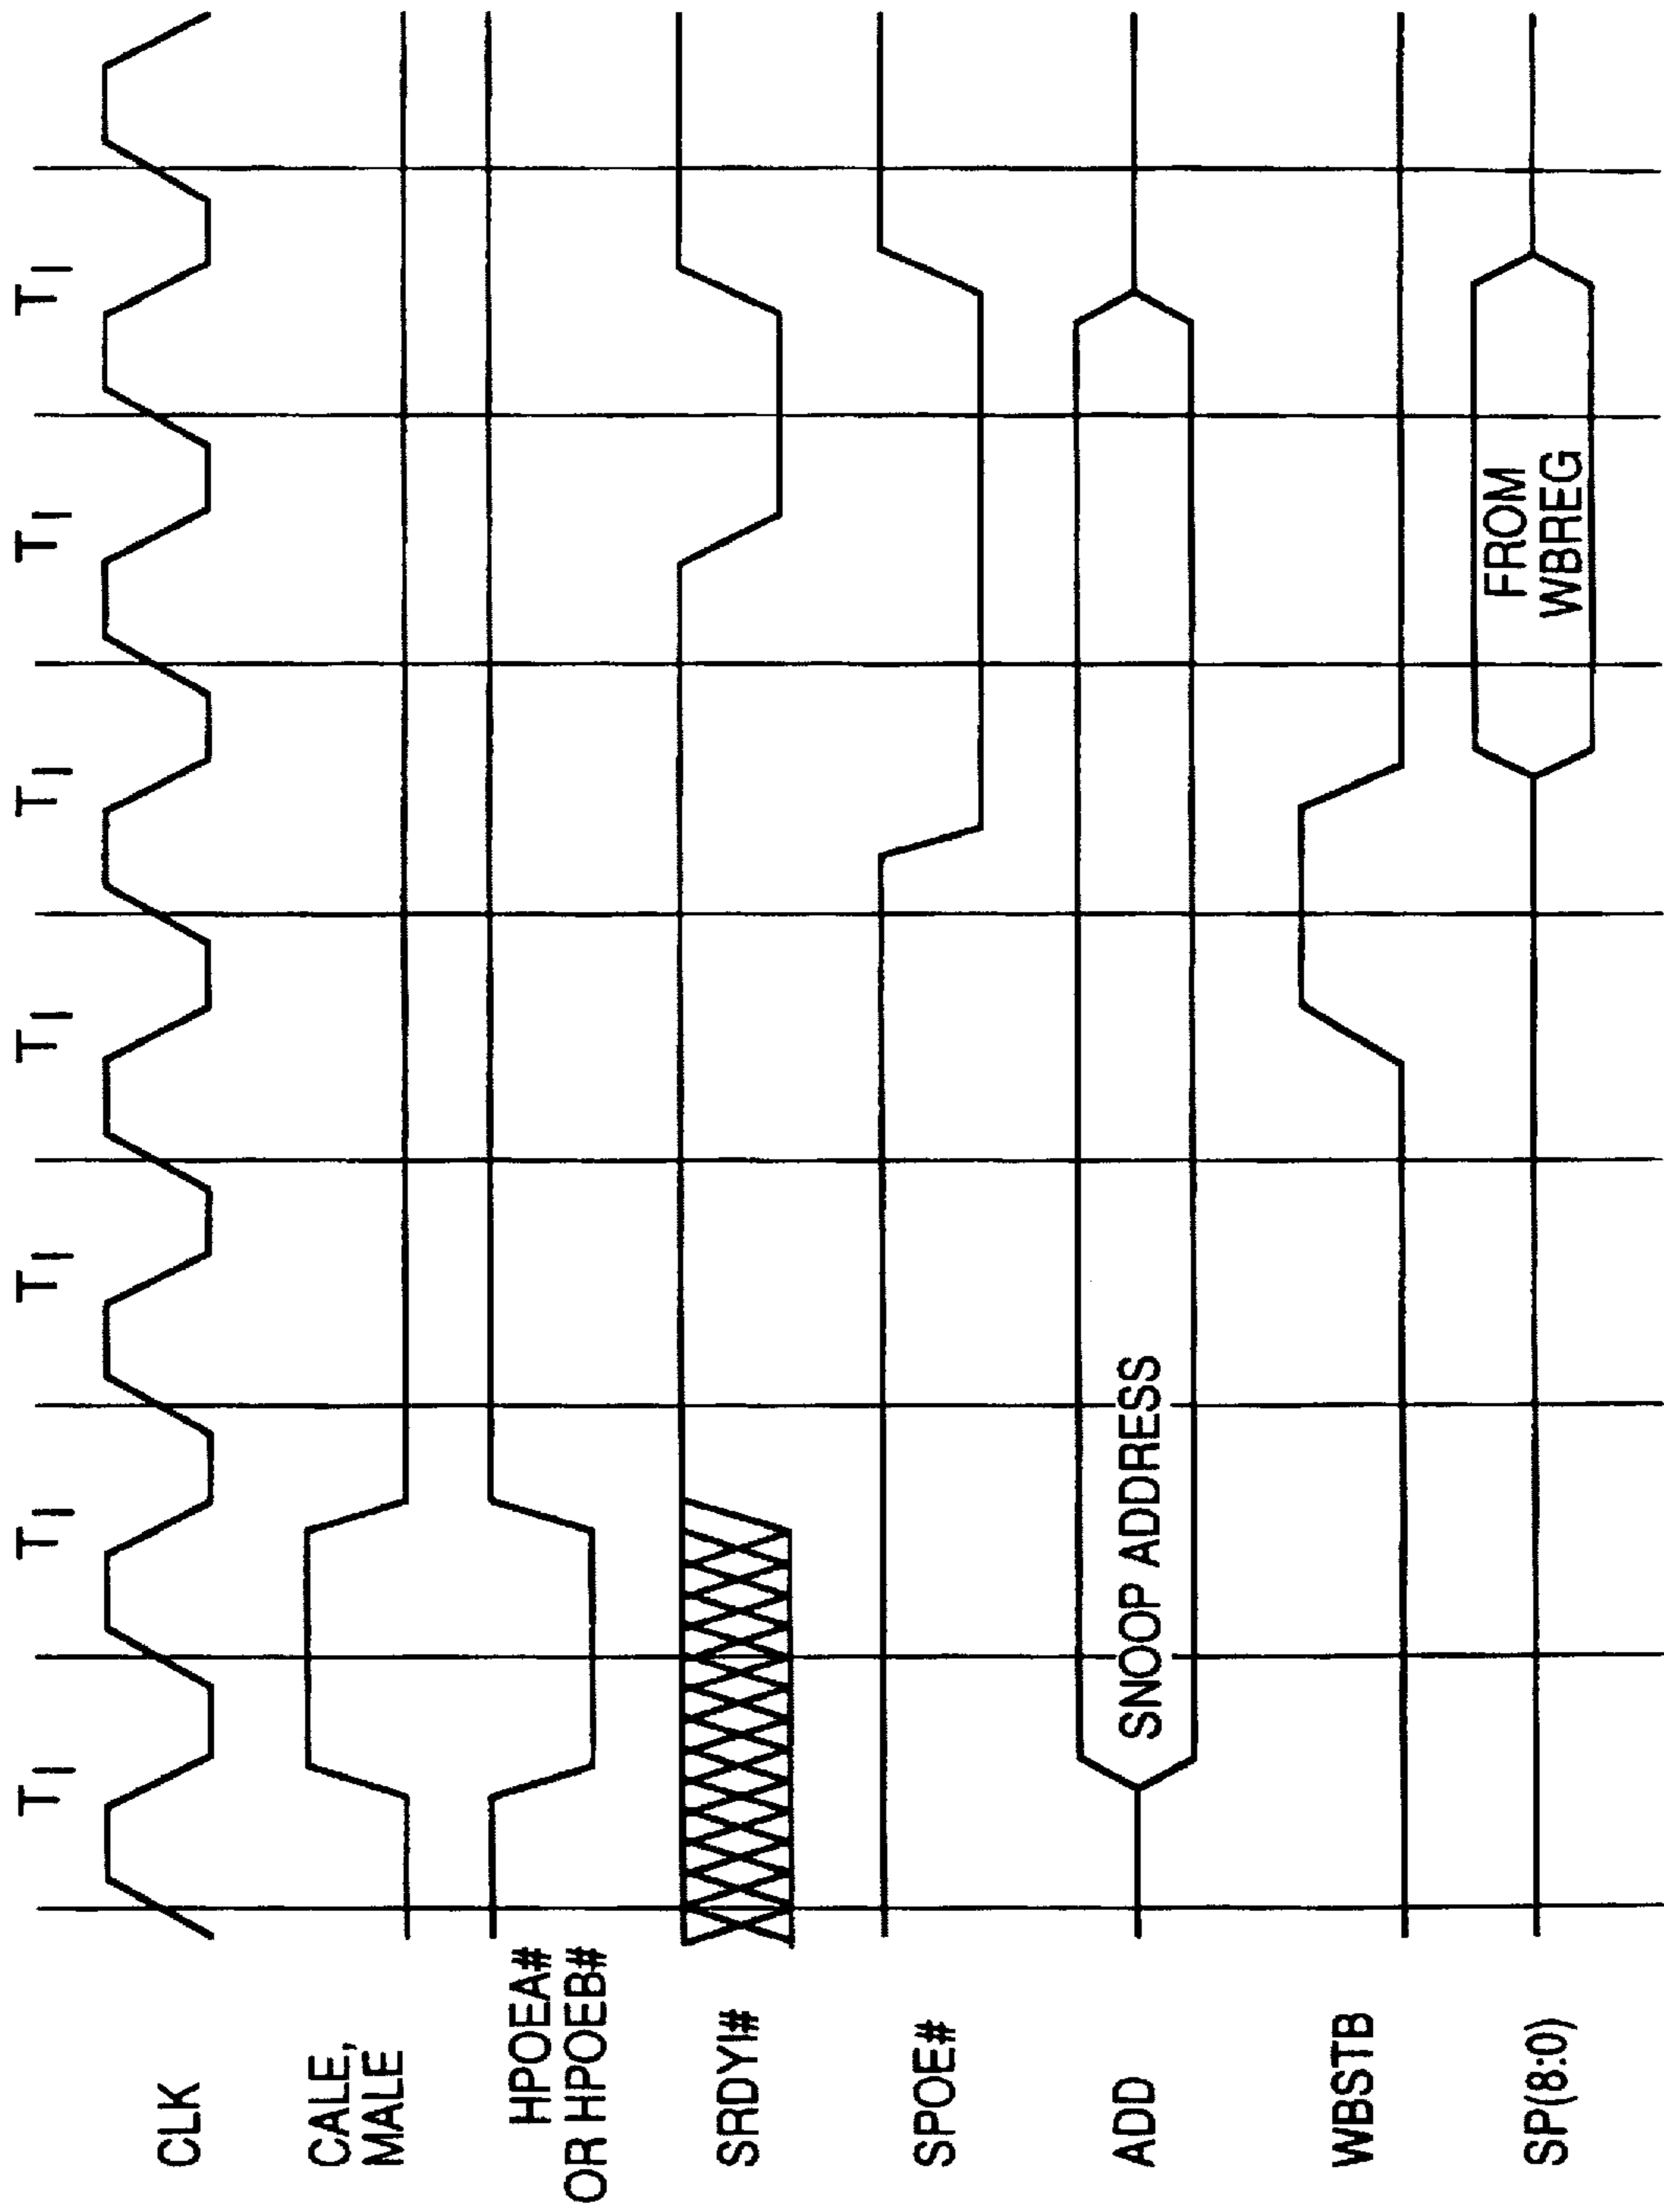 T1 T1 T1 T1 T1 T1 T1
CLK
CALE,
MALE
HPOEA#
OR HPOEB#
SRDYI#
SPOE#
ADD
SNOOP ADDRESS
WBSTB
SP(8:0)
FROM
WBREG